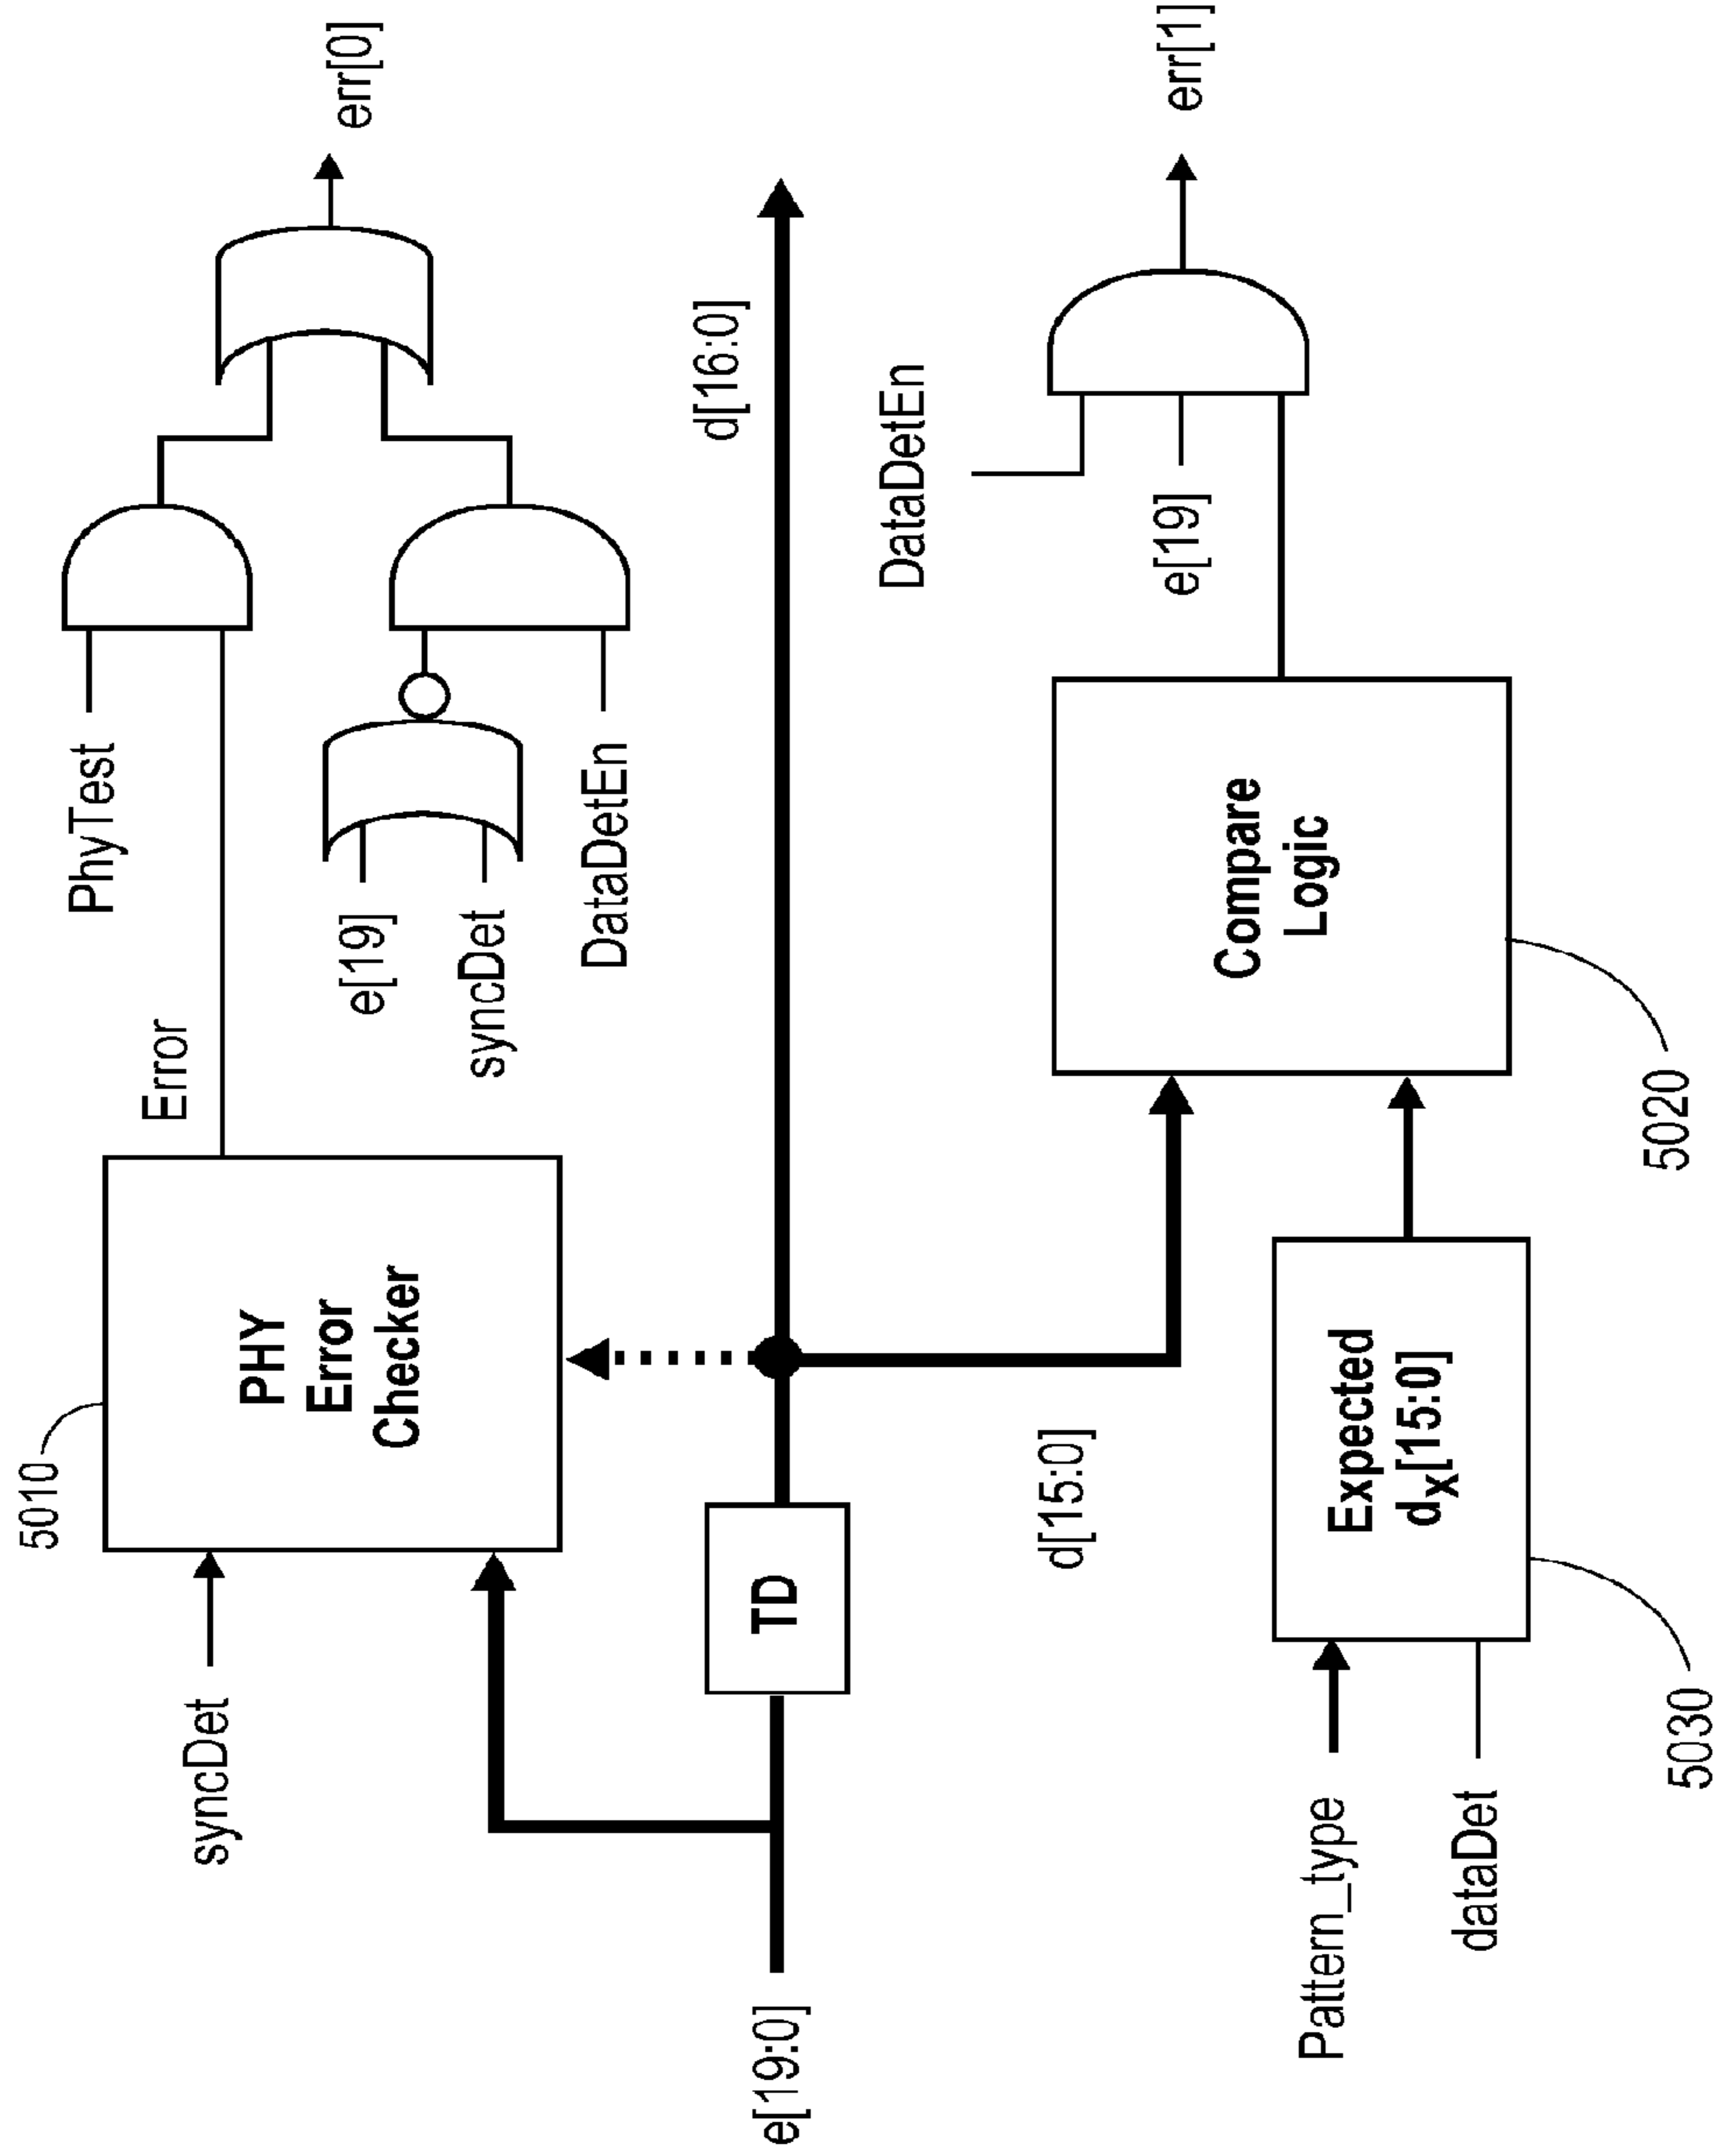 syncDet
5010
PHY
Error
Checker
Error
PhyTest
e[19]
syncDet
DataDetEn
err[0]
e[19:0]
TD
d[16:0]
d[15:0]
DataDetEn
e[19]
err[1]
Compare
Logic
5020
Pattern_type
dataDet
Expected
dX[15:0]
5030